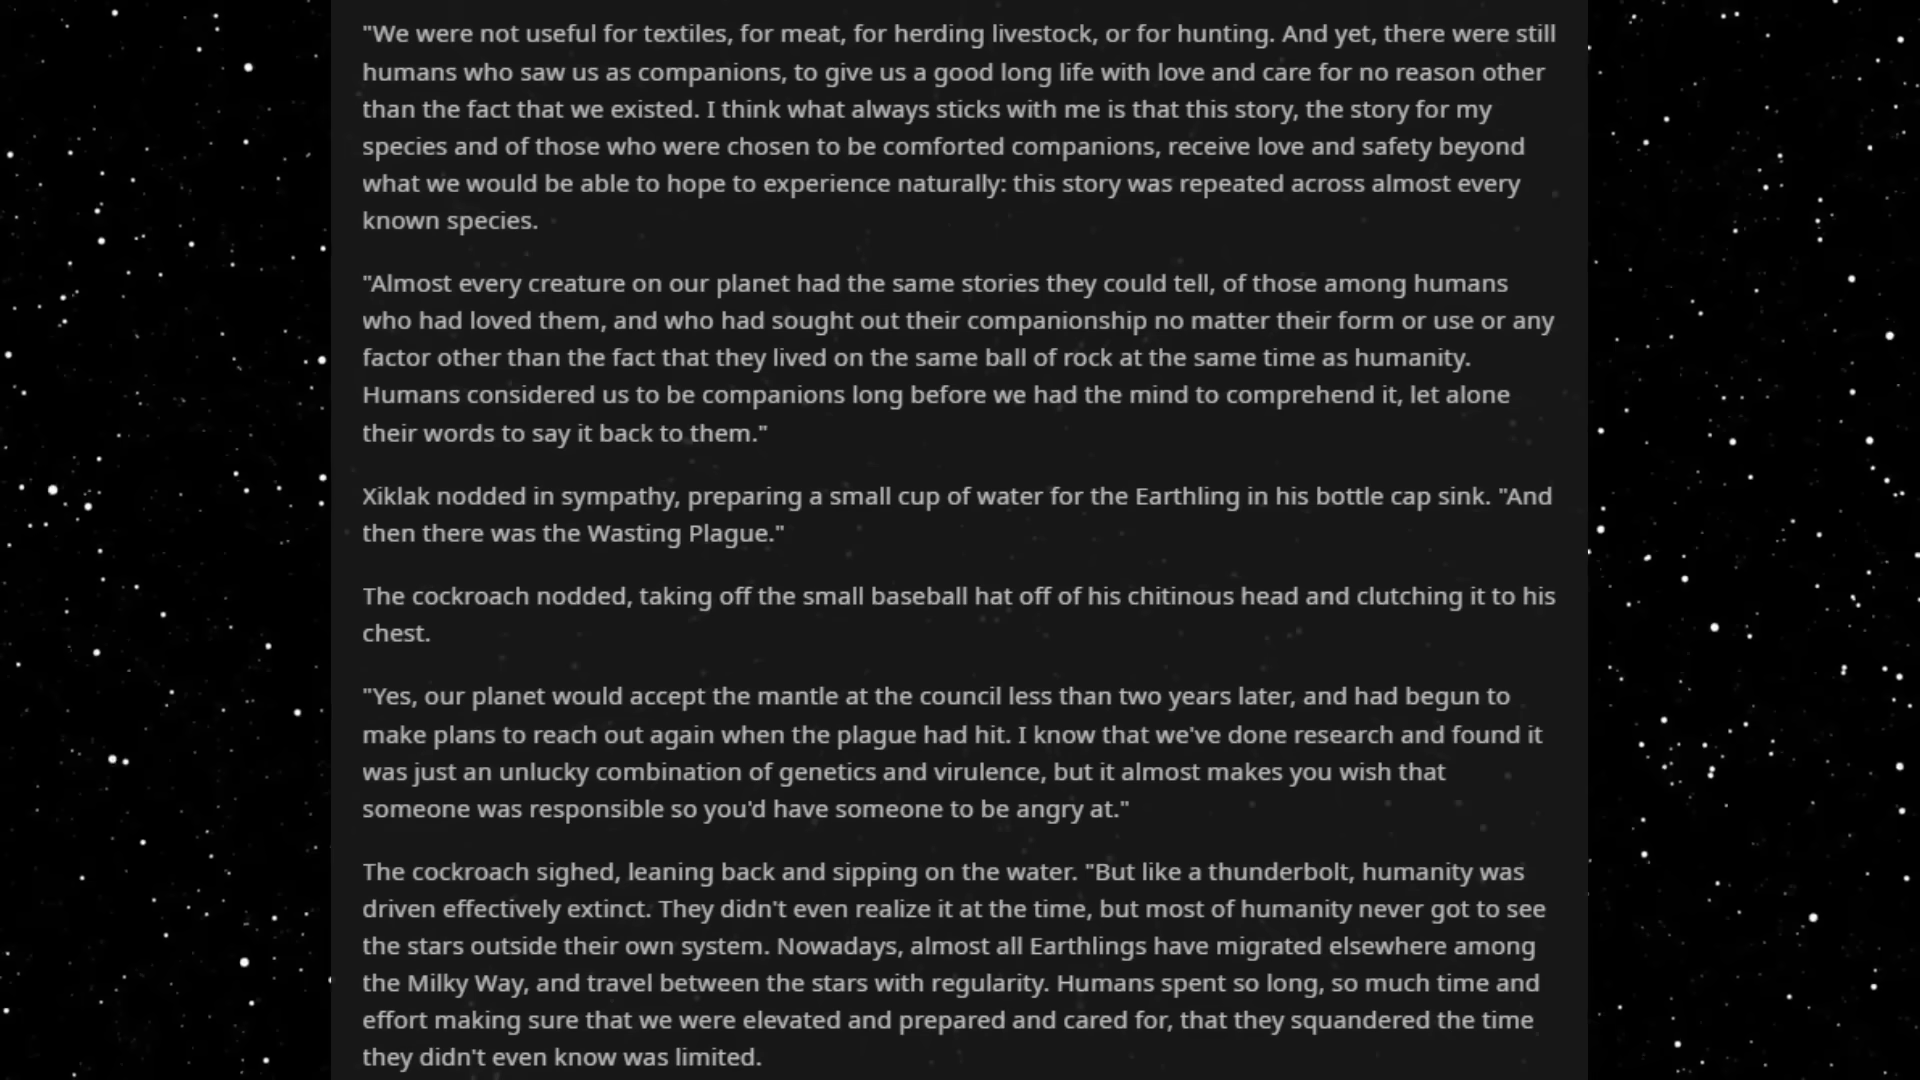 "We were not useful for textiles, for meat, for herding livestock, or for hunting. And yet, there were still
humans who saw us as companions, to give us a good long life with love and care for no reason other
than the fact that we existed. I think what always sticks with me is that this story, the story for my
species and of those who were chosen to be comforted companions, receive love and safety beyond
what we would be able to hope to experience naturally: this story was repeated across almost every
known species.
"Almost every creature on our planet had the same stories they could tell, of those among humans
who had loved them, and who had sought out their companionship no matter their form or use or any
factor other than the fact that they lived on the same ball of rock at the same time as humanity.
Humans considered us to be companions long before we had the mind to comprehend it, let alone
their words to say it back to them."
Xiklak nodded in sympathy, preparing a small cup of water for the Earthling in his bottle cap sink. "And
then there was the Wasting Plague."
The cockroach nodded, taking off the small baseball hat off of his chitinous head and clutching it to his
chest.
"Yes, our planet would accept the mantle at the council less than two years later, and had begun to
make plans to reach out again when the plague had hit. I know that we've done research and found it
was just an unlucky combination of genetics and virulence, but it almost makes you wish that
someone was responsible so you'd have someone to be angry at."
The cockroach sighed, leaning back and sipping on the water. "But like a thunderbolt, humanity was
driven effectively extinct. They didn't even realize it at the time, but most of humanity never got to see
the stars outside their own system. Nowadays, almost all Earthlings have migrated elsewhere among
the Milky Way, and travel between the stars with regularity. Humans spent so long, so much time and
effort making sure that we were elevated and prepared and cared for, that they squandered the time
they didn't even know was limited.